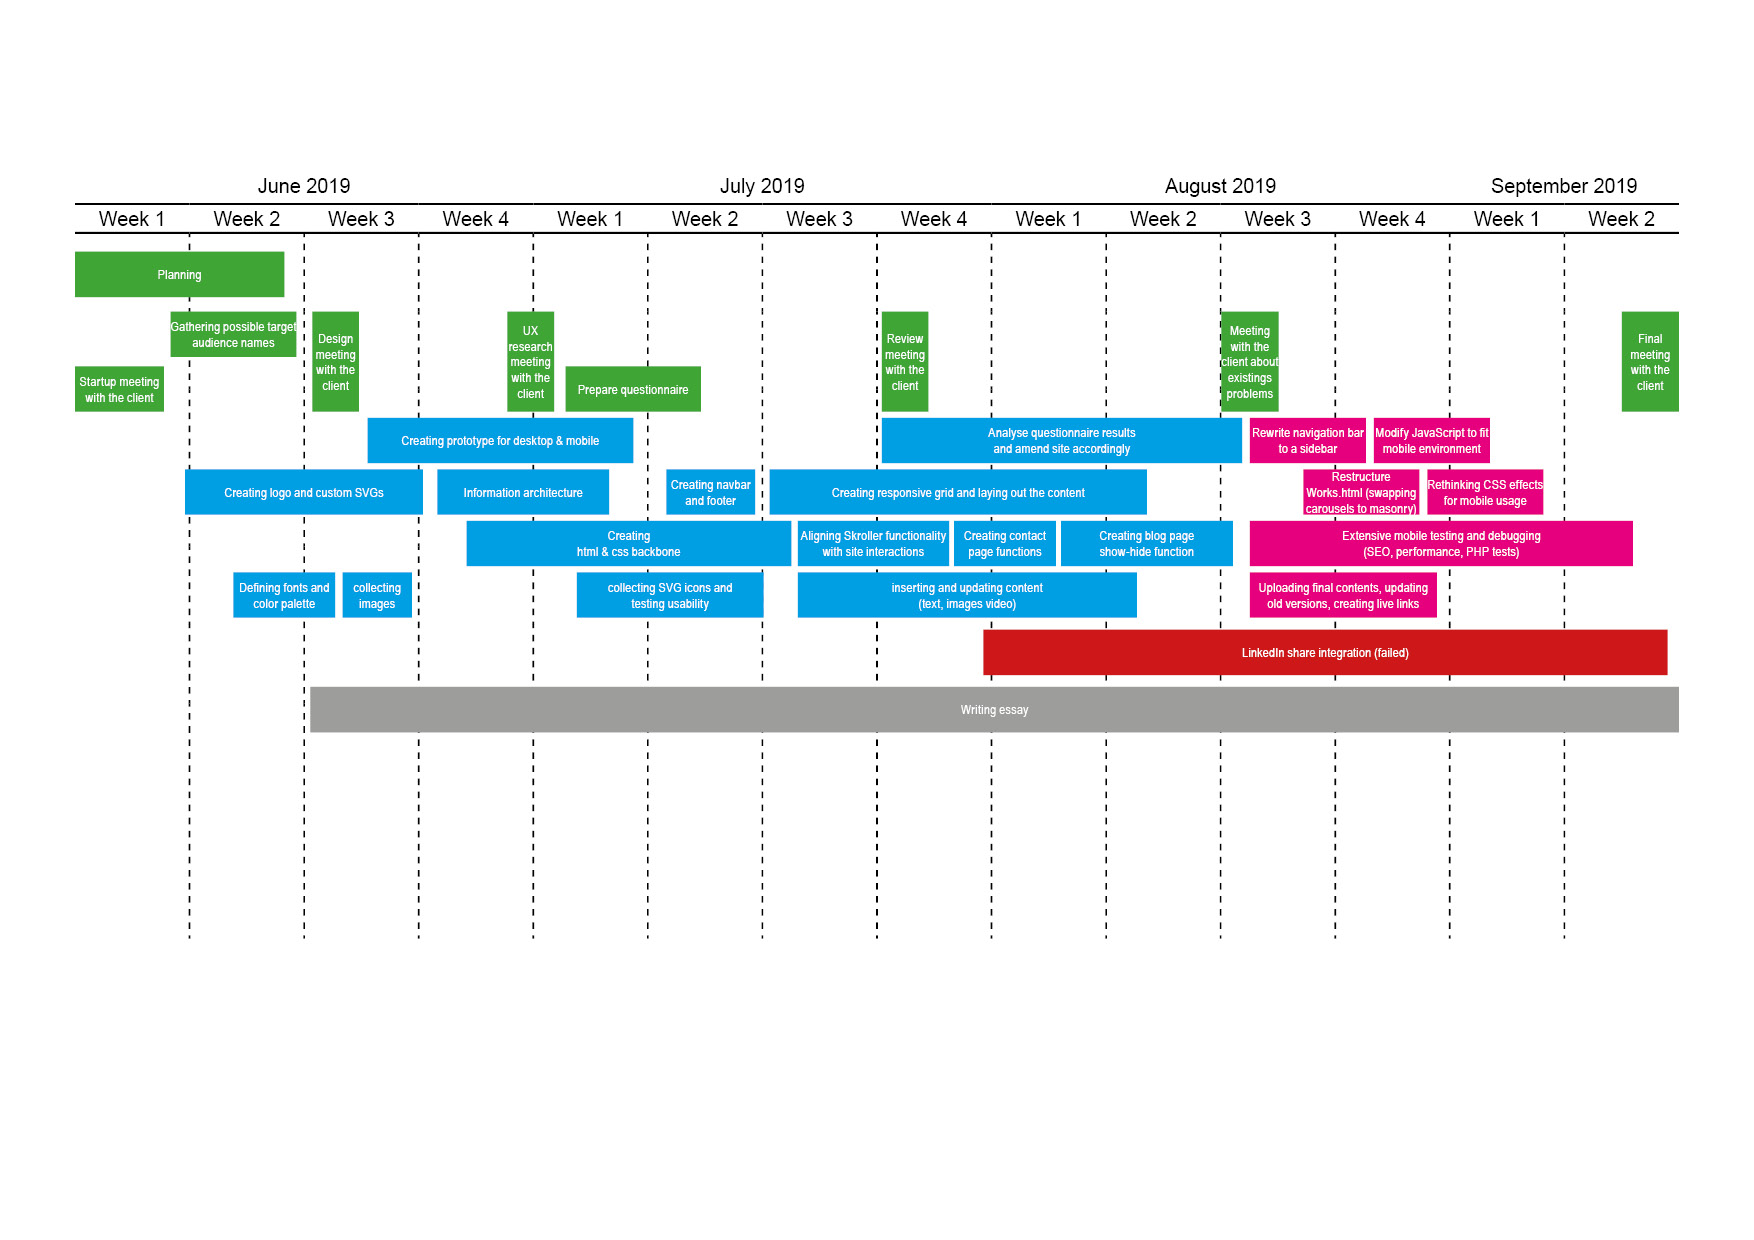 June 2019
July 2019
August 2019
September 2019
Week 1
Week 2
Week 3
Week 4
Week 1
Week 2
Week 3
Week 4
Week 1
Week 2
Week 3
Week 4
Week 1
Week 2
Planning
Gathering possible target
audience names
Startup meeting
with the client
Design
meeting
with the
client
UX
research
meeting
with the
client
Prepare questionnaire
Review
meeting
with the
client
Meeting
with the
client about
existings
problems
Final
meeting
with the
client
Creating prototype for desktop & mobile
Analyse questionnaire results
and amend site accordingly
Rewrite navigation bar
to a sidebar
Modify JavaScript to fit
mobile environment
Creating logo and custom SVGs
Information architecture
Creating navbar
and footer
Creating responsive grid and laying out the content
Restructure
Works.html (swapping
carousels to masonry)
Rethinking CSS effects
for mobile usage
Creating
html & css backbone
Aligning Skroller functionality
with site interactions
Creating contact
page functions
Creating blog page
show-hide function
Extensive mobile testing and debugging
(SEO, performance, PHP tests)
Defining fonts and
color palette
collecting
images
collecting SVG icons and
testing usability
inserting and updating content
(text, images video)
Uploading final contents, updating
old versions, creating live links
LinkedIn share integration (failed)
Writing essay